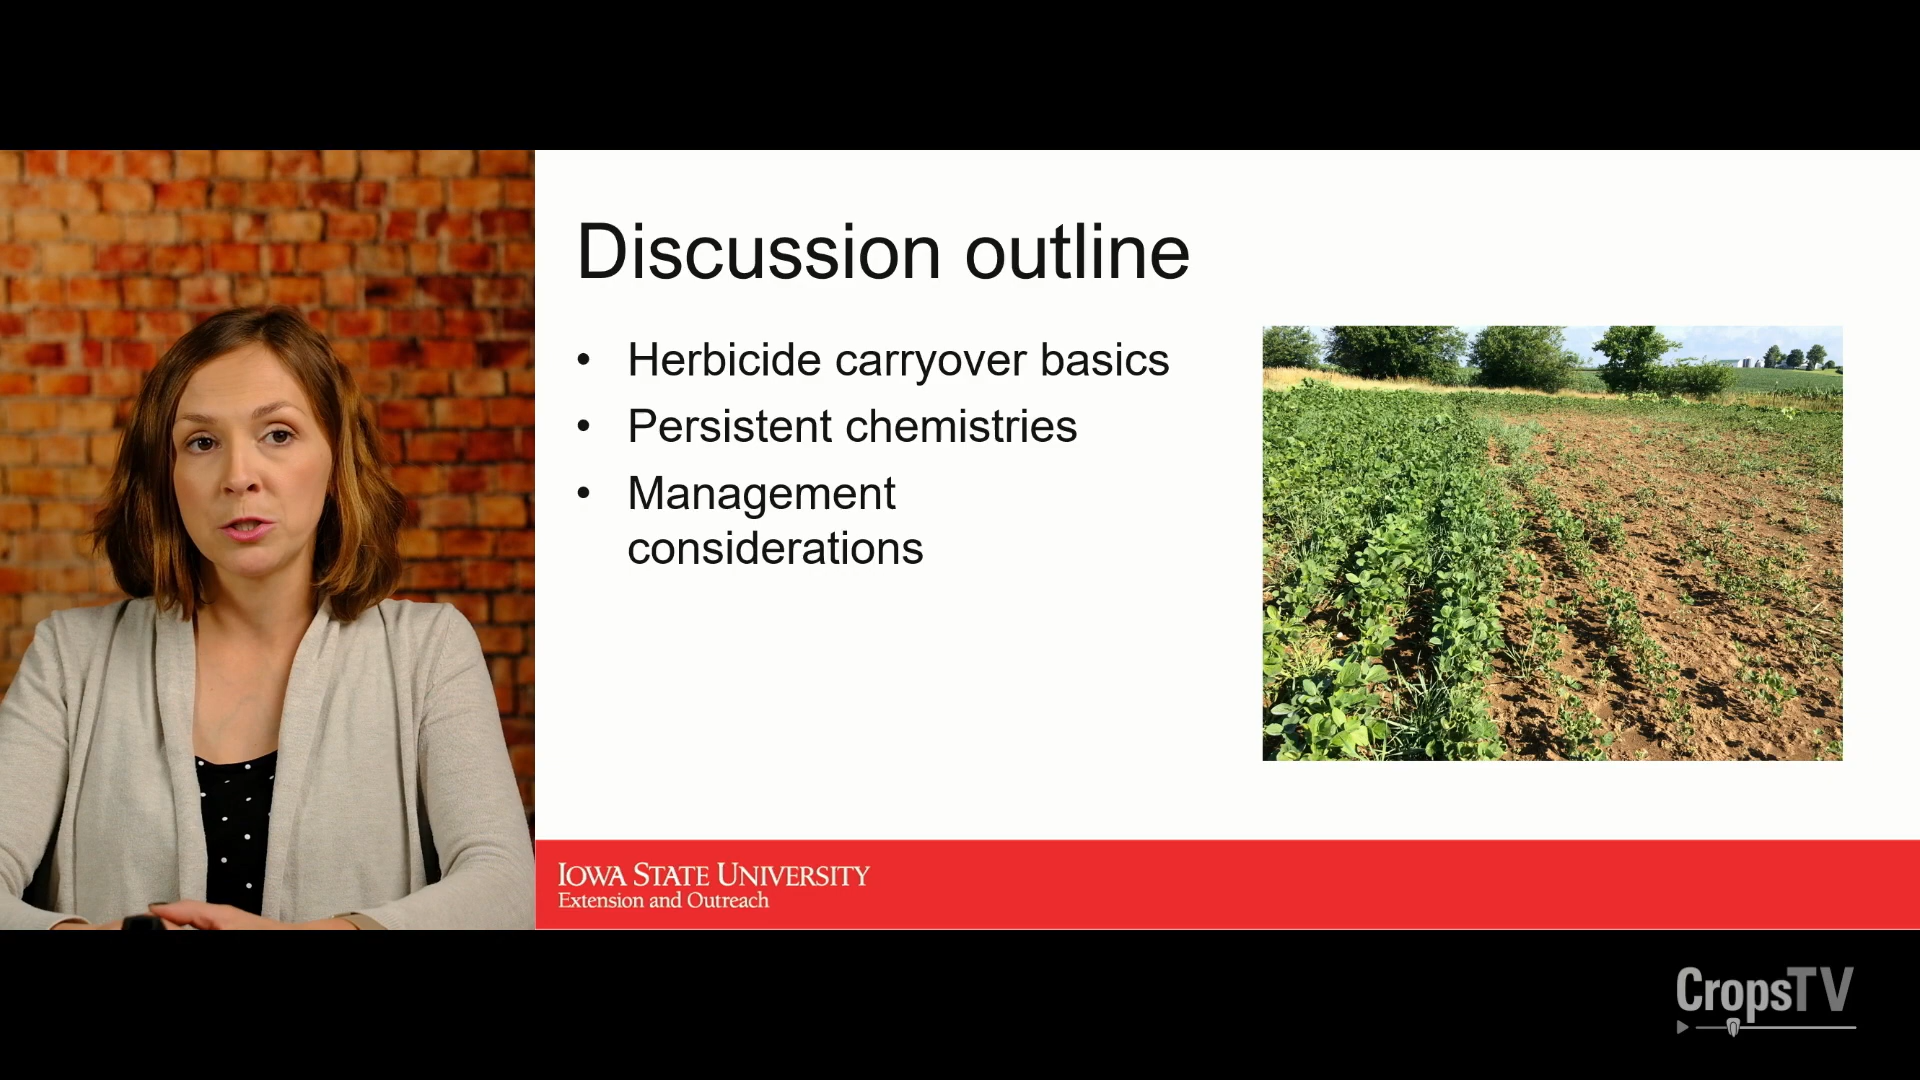 Discussion outline
• Herbicide carryover basics
• Persistent chemistries
• Management
considerations
IOWA STATE UNIVERSITY
Extension and Outreach
CropsTV